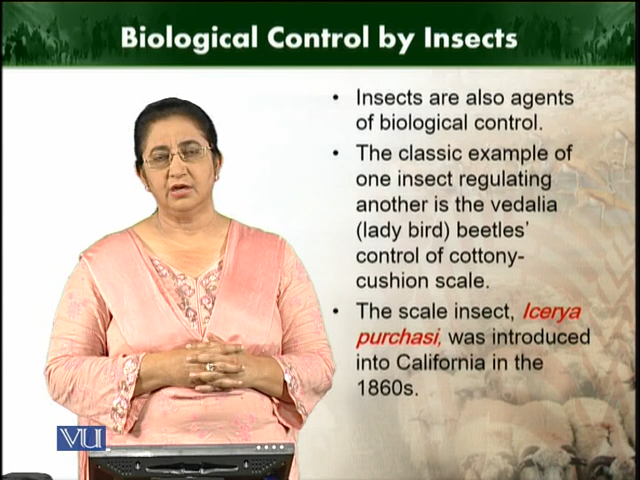 Biological Control by Insects
• Insects are also agents
of biological control.
• The classic example of
one insect regulating
another is the vedalia
(lady bird) beetles'
control of cottony-
cushion scale.
• The scale insect, Icerya
purchasi, was introduced
into California in the
1860s.
VU